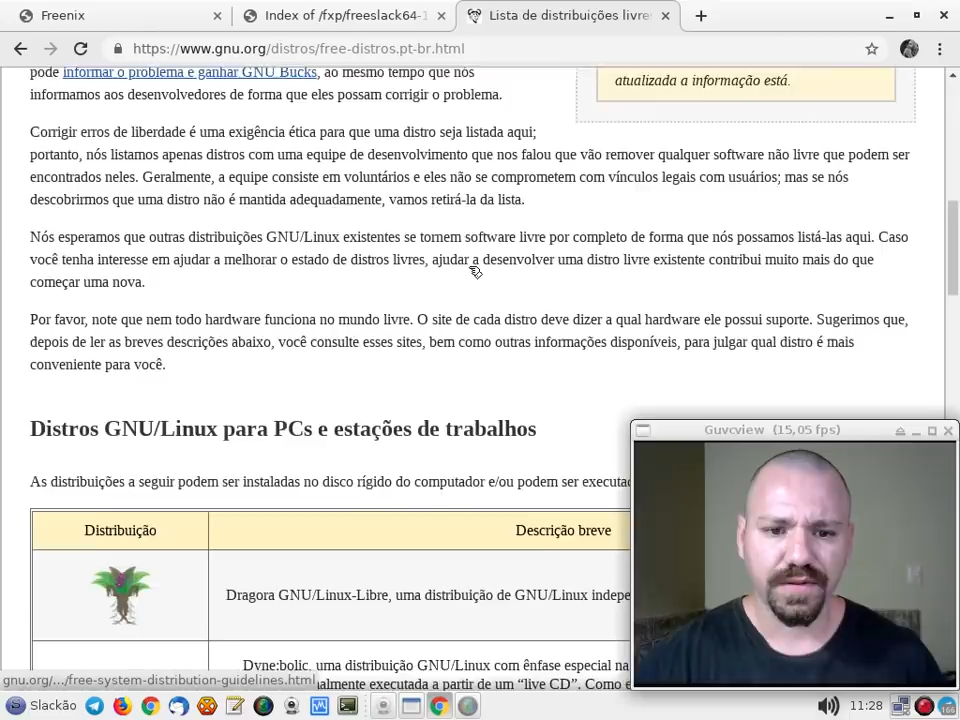 Freenix
Index of /fxp/freeslack64-1
Lista de distribuições livres
https://www.gnu.org/distros/free-distros.pt-br.html
pode informar o problema e ganhar GNU Bucks, ao mesmo tempo que nós
informamos aos desenvolvedores de forma que eles possam corrigir o problema.
atualizada a informação está.
Corrigir erros de liberdade é uma exigência ética para que uma distro seja listada aqui;
portanto, nós listamos apenas distros com uma equipe de desenvolvimento que nos falou que vão remover qualquer software não livre que podem ser
encontrados neles. Geralmente, a equipe consiste em voluntários e eles não se comprometem com vínculos legais com usuários; mas se nós
descobrirmos que uma distro não é mantida adequadamente, vamos retirá-la da lista.
Nós esperamos que outras distribuições GNU/Linux existentes se tornem software livre por completo de forma que nós possamos listá-las aqui. Caso
você tenha interesse em ajudar a melhorar o estado de distros livres, ajudar a desenvolver uma distro livre existente contribui muito mais do que
começar uma nova.
Por favor, note que nem todo hardware funciona no mundo livre. O site de cada distro deve dizer a qual hardware ele possui suporte. Sugerimos que,
depois de ler as breves descrições abaixo, você consulte esses sites, bem como outras informações disponíveis, para julgar qual distro é mais
conveniente para você.
Distros GNU/Linux para PCs e estações de trabalho
Guvcview (15,05 fps)
As distribuições a seguir podem ser instaladas no disco rígido do computador e/ou podem ser executad
Distribuição
Descrição breve
Dragora GNU/Linux-Libre, uma distribuição de GNU/Linux indepe
Dyne:bolic, uma distribuição GNU/Linux com ênfase especial na
nalmente executada a partir de um “live CD”. Como e
gnu.org/.../free-system-distribution-guidelines.html
Slackão
11:28
166